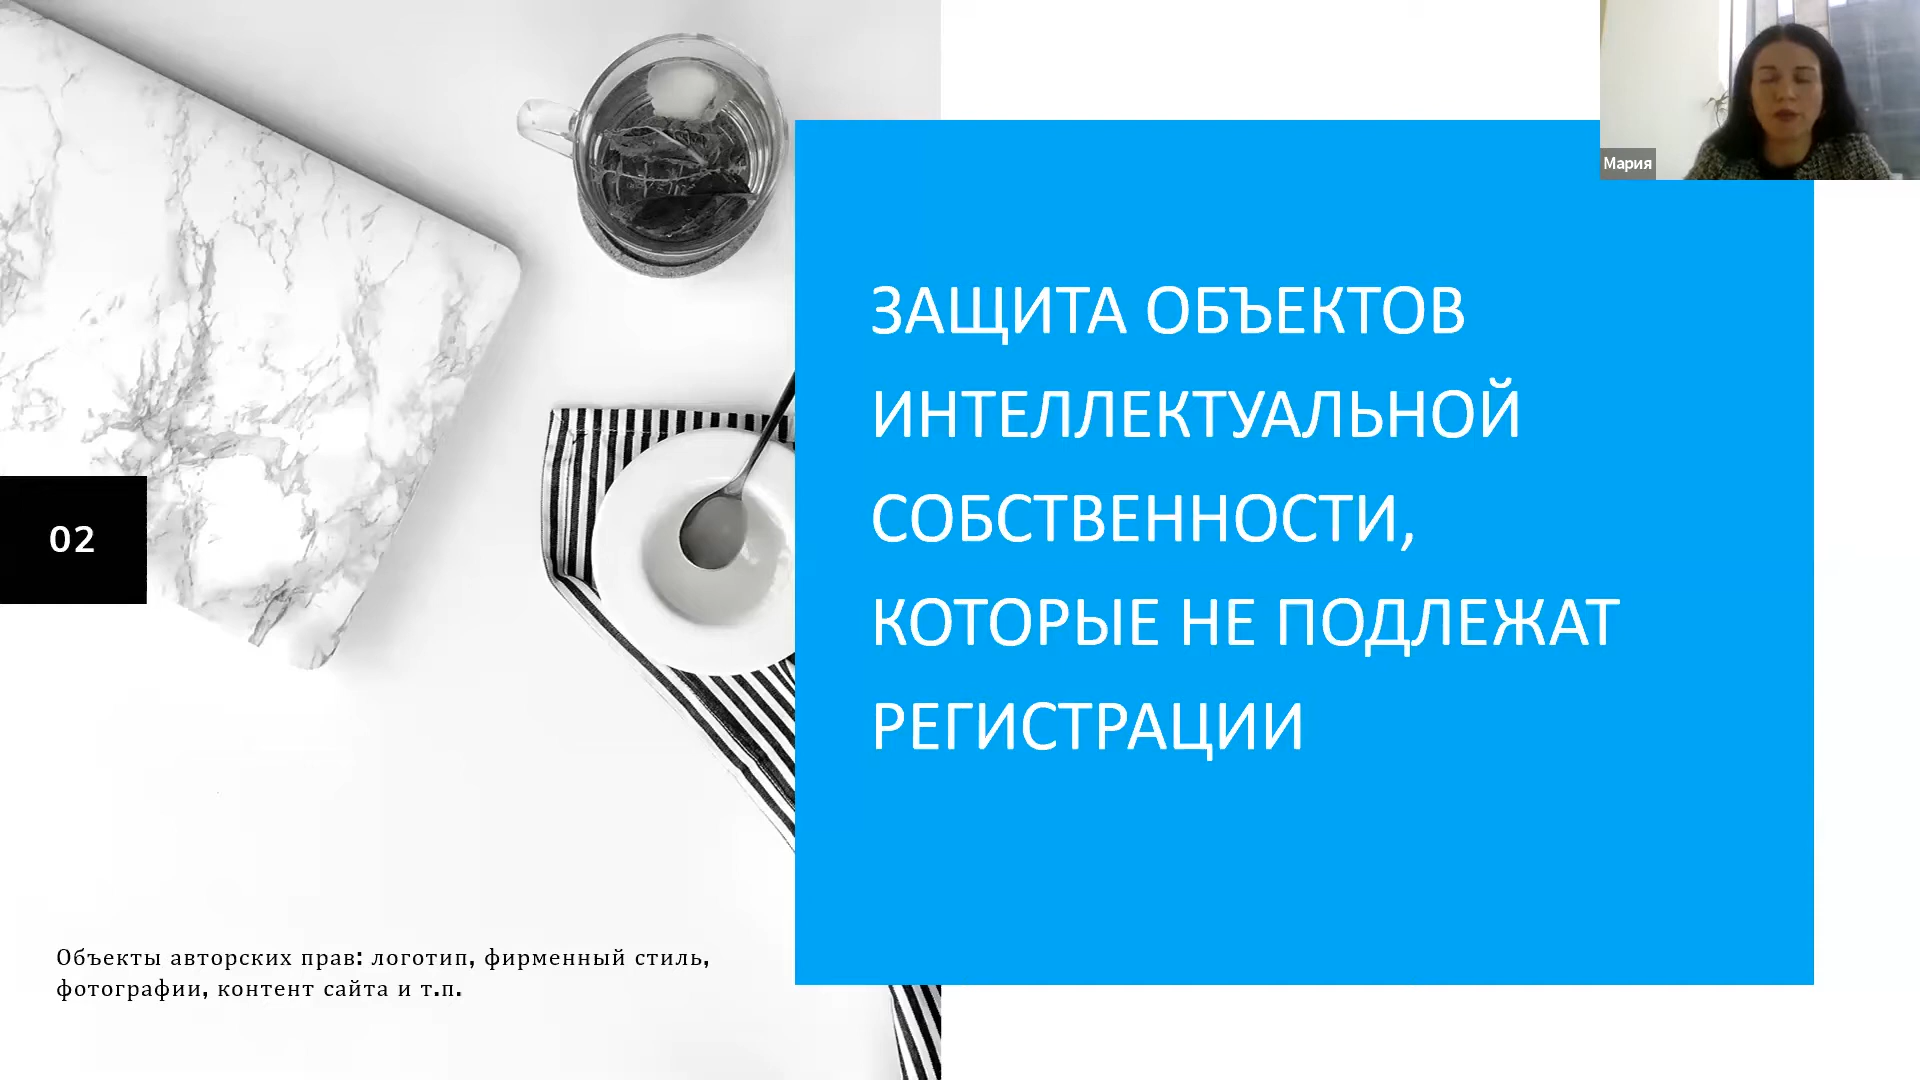 Мария
ЗАЩИТА ОБЪЕКТОВ
ИНТЕЛЛЕКТУАЛЬНОЙ
СОБСТВЕННОСТИ,
КОТОРЫЕ НЕ ПОДЛЕЖАТ
РЕГИСТРАЦИИ
02
Объекты авторских прав: логотип, фирменный стиль,
фотографии, контент сайта и т.п.